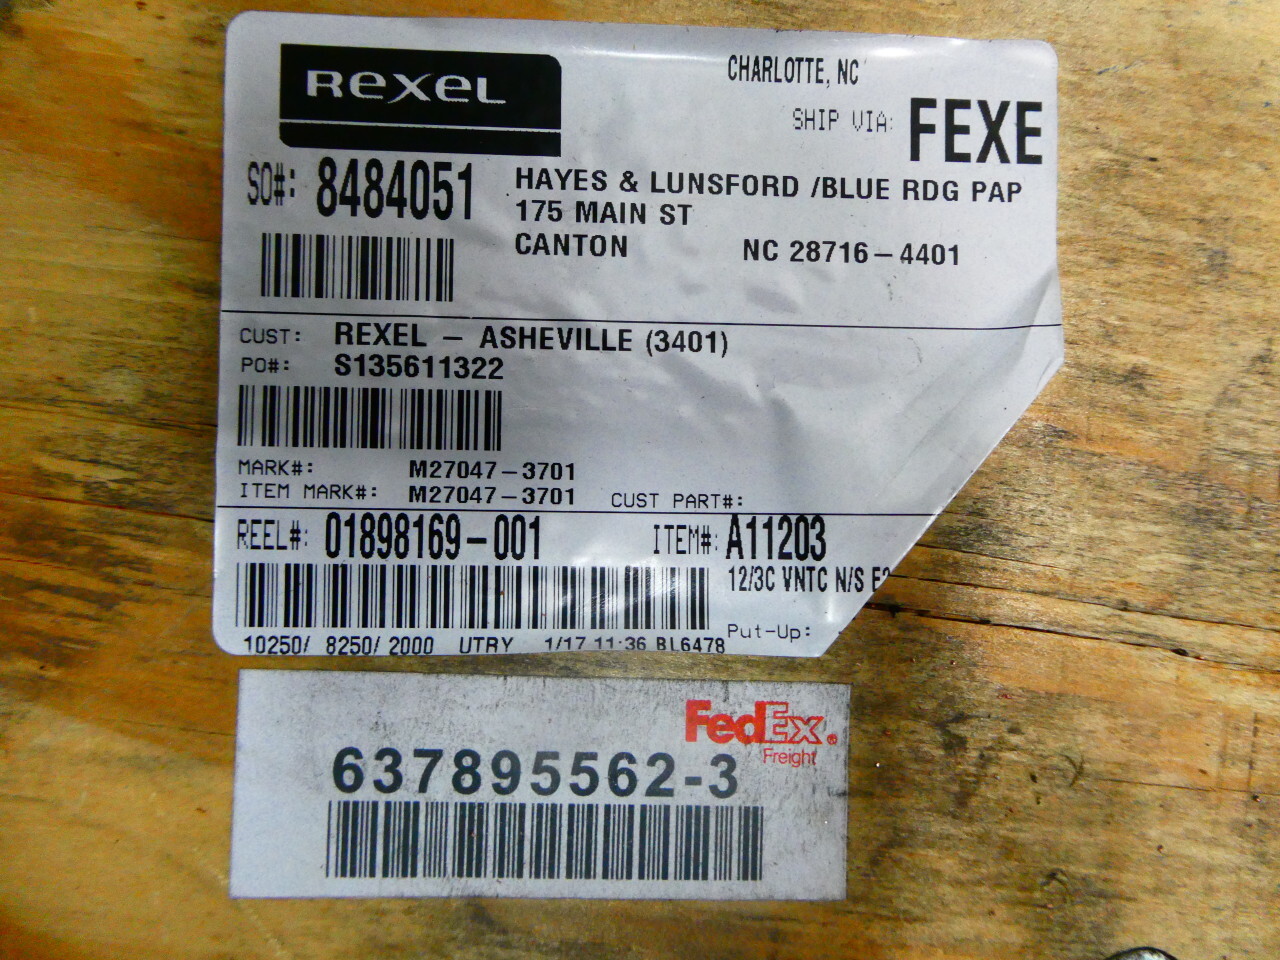 REXEL
CHARLOTTE, NC
SHIP VIA: FEXE
SO#: 8484051
HAYES & LUNSFORD /BLUE RDG PAP
175 MAIN ST
CANTON NC 28716-4401
CUST: REXEL - ASHEVILLE (3401)
PO#: S135611322
MARK#: M27047-3701
ITEM MARK#: M27047-3701 CUST PART#:
REEL#: 01898169-001 ITEM#: A11203
12/3C VNTC N/S
10250/ 8250/ 2000 UTRY 1/17 11:36 BL6478 Put-Up:
FedEx®
Freight
637895562-3